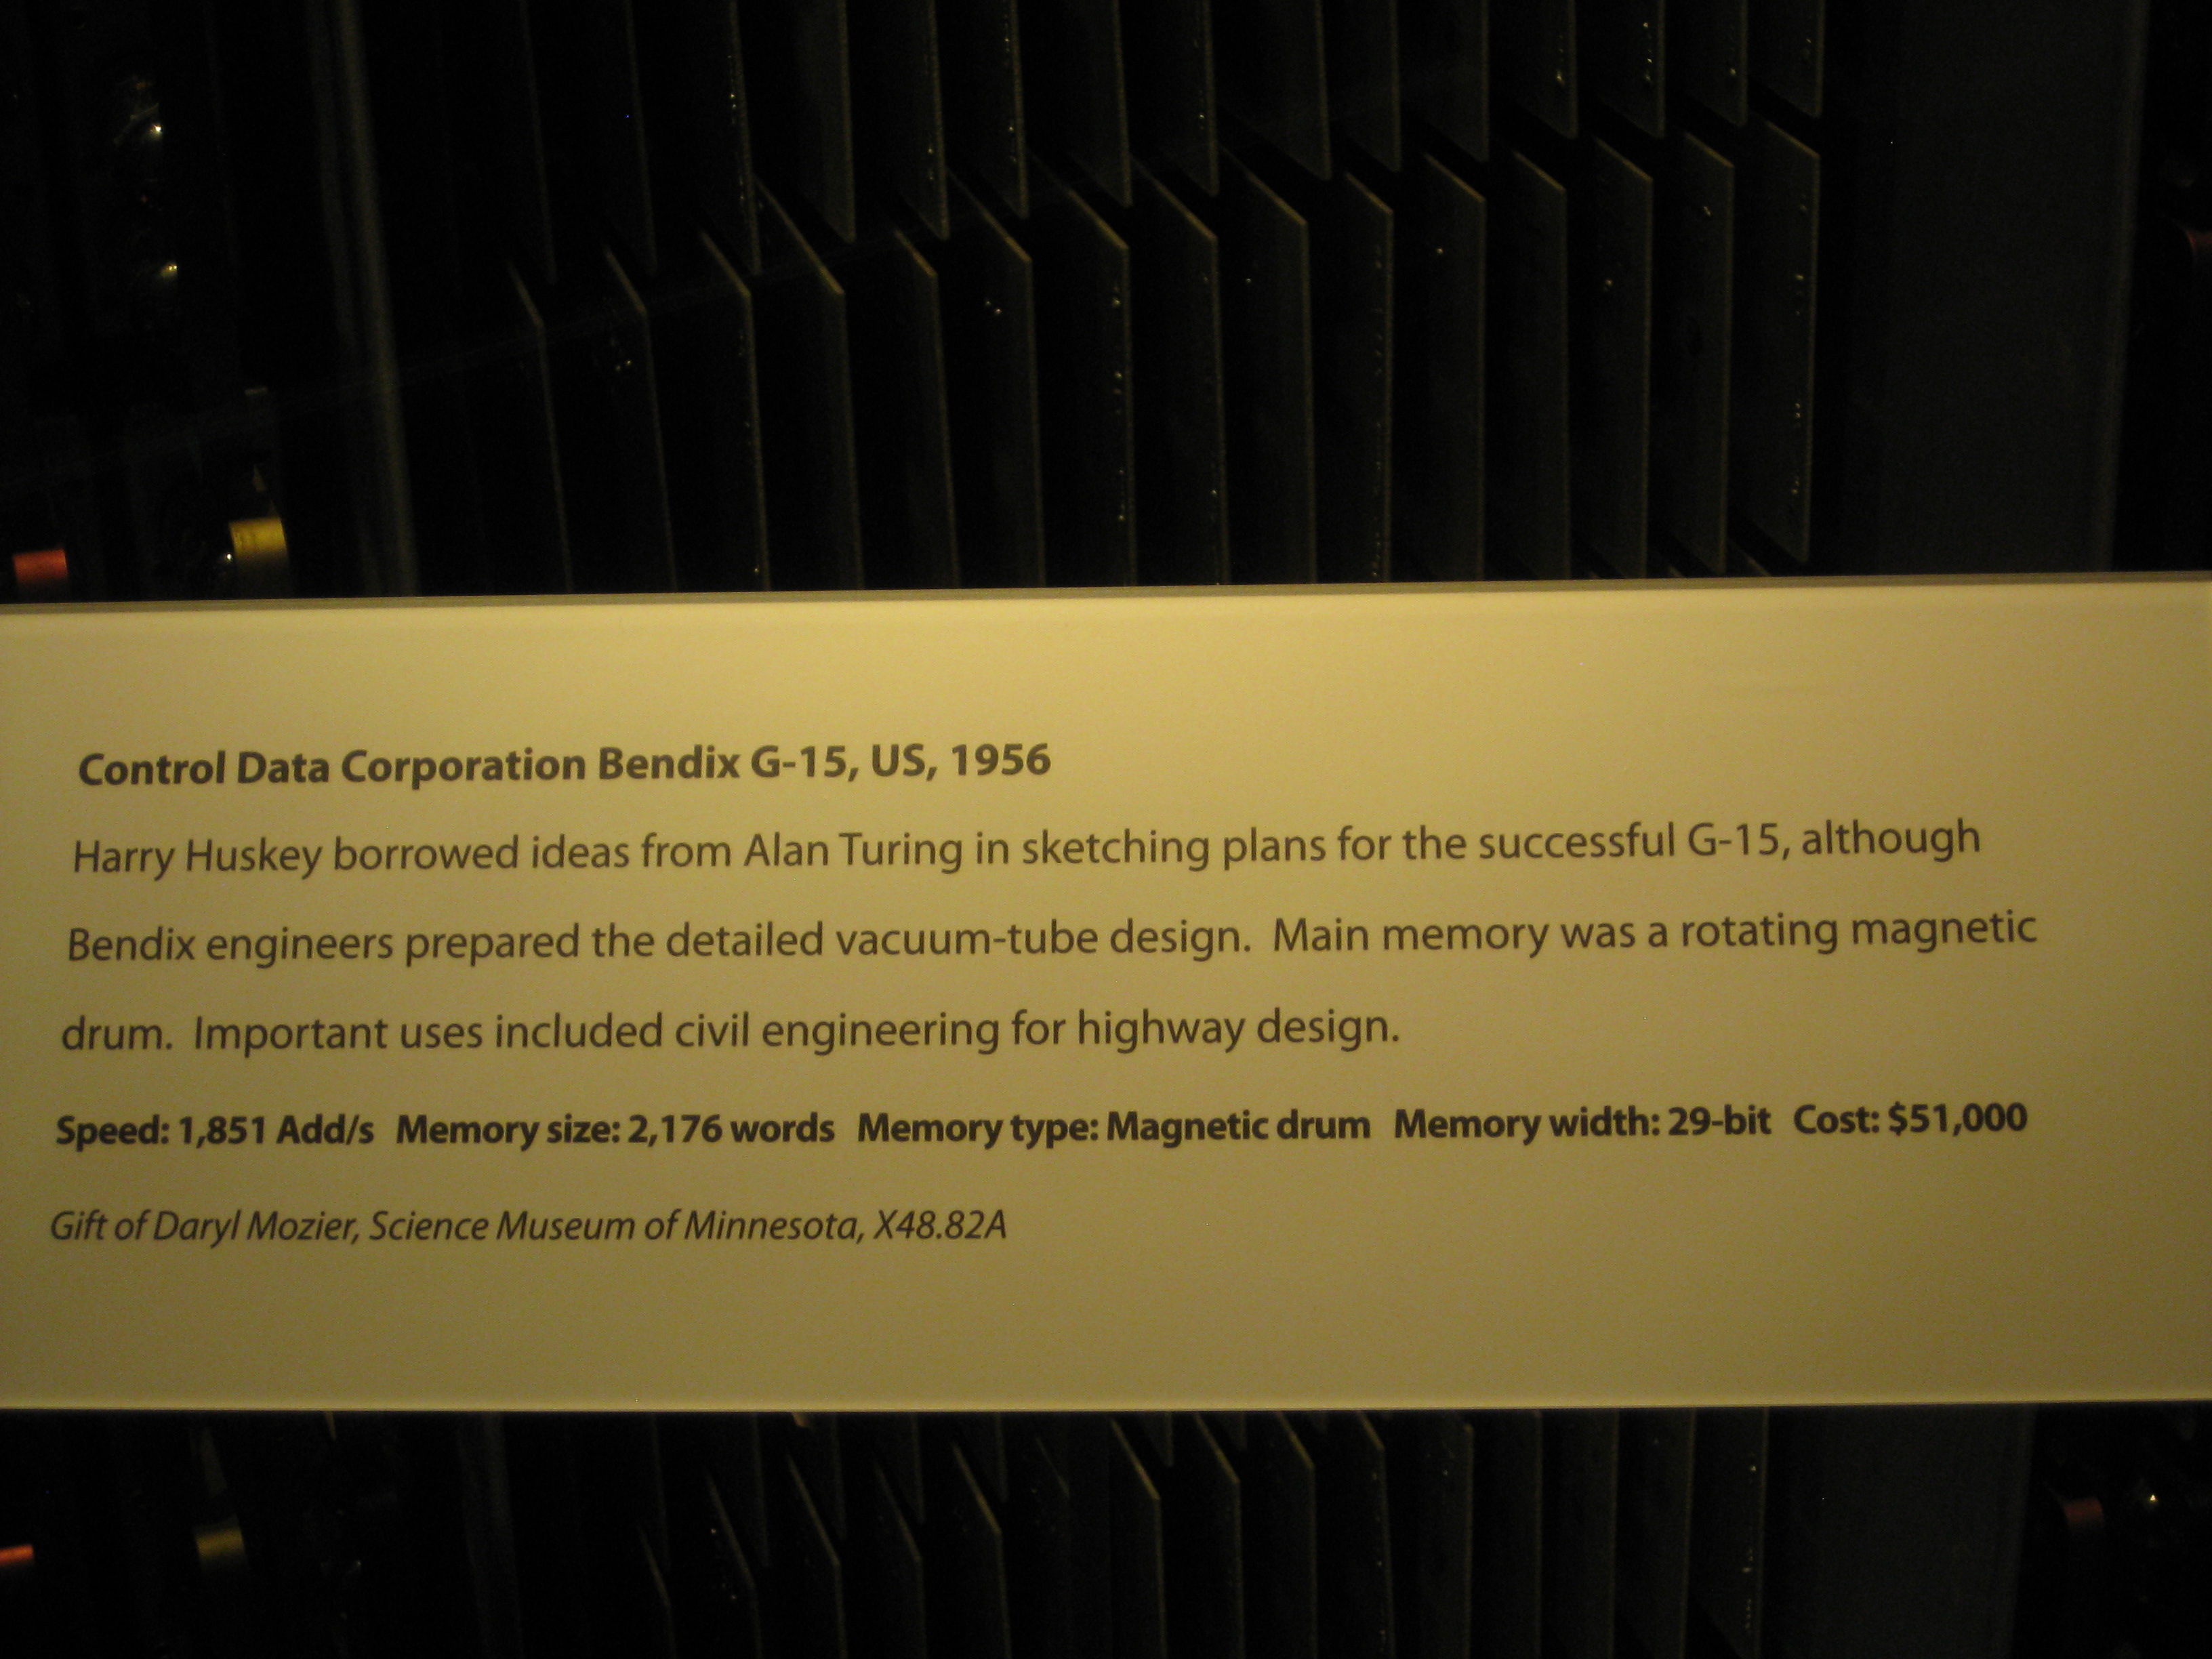 Control Data Corporation Bendix G-15, US, 1956
Harry Huskey borrowed ideas from Alan Turing in sketching plans for the successful G-15, although
Bendix engineers prepared the detailed vacuum-tube design. Main memory was a rotating magnetic
drum. Important uses included civil engineering for highway design.
Speed: 1,851 Add/s Memory size: 2,176 words Memory type: Magnetic drum Memory width: 29-bit Cost: $51,000
Gift of Daryl Mozier, Science Museum of Minnesota, X48.82A